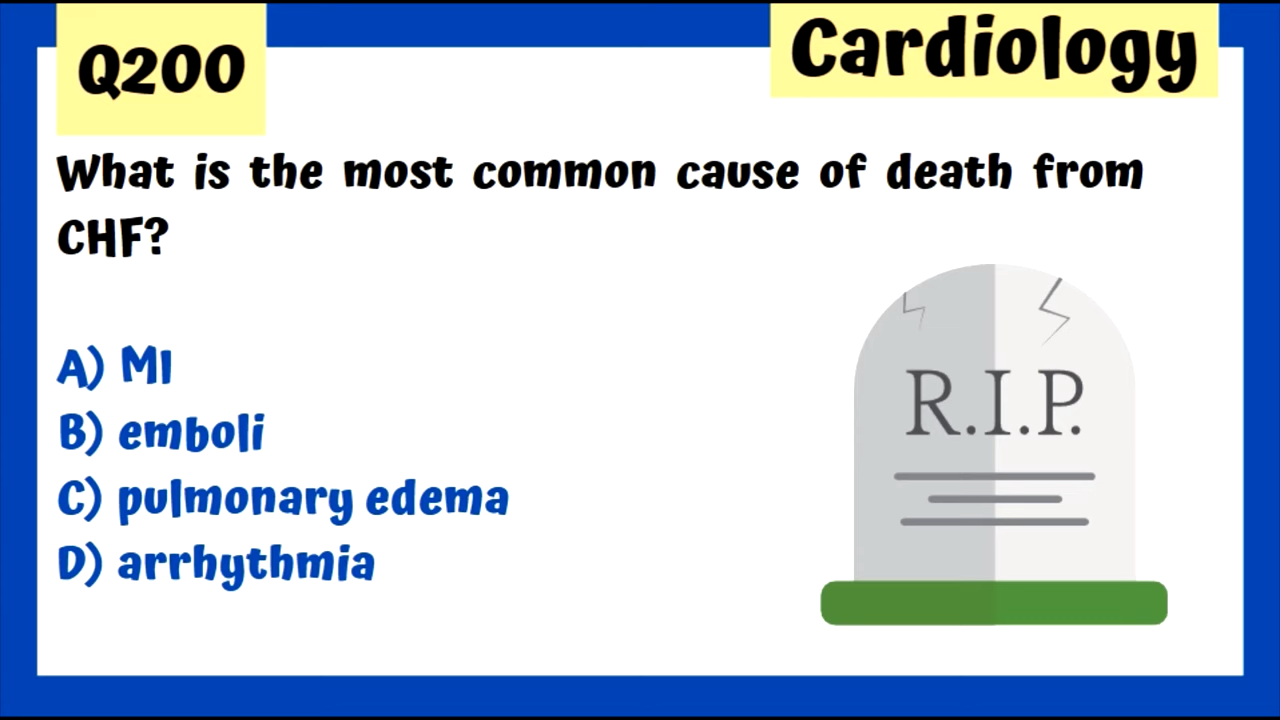 Q200
Cardiology
What is the most common cause of death from
CHF?
A) MI
B) emboli
C) pulmonary edema
D) arrhythmia
R.I.P.